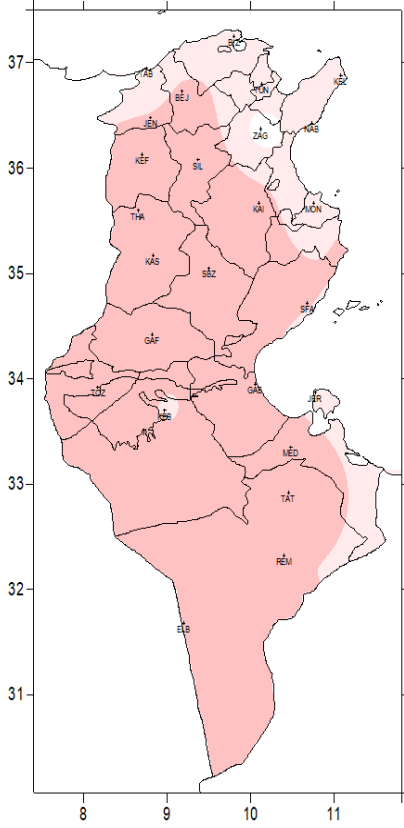 37
BIZ
TAB
KEL
BEJ
TUN
JEN
NAB
ZAG
36
KEF
SIL
THA
KAI
MON
35
KAS
SBZ
SFA
GAF
34
TOZ
GAB
JER
KEB
33
MED
TAT
32
REM
ELB
31
8 9 10 11